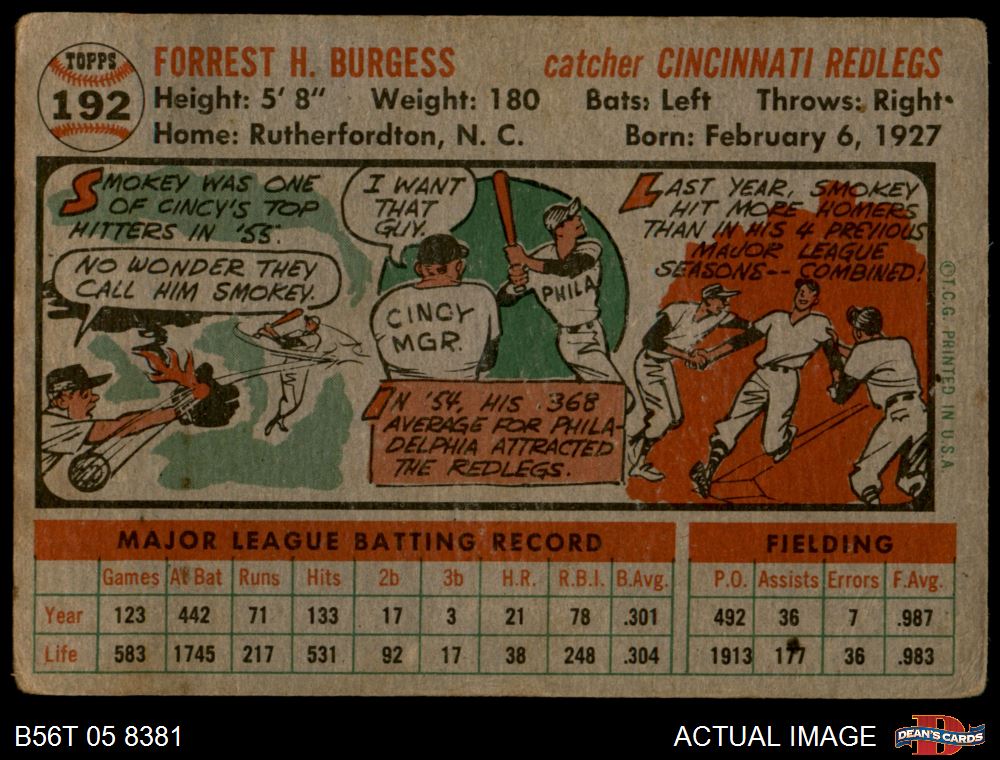 TOPPS
192
FORREST H. BURGESS catcher CINCINNATI REDLEGS
Height: 5' 8" Weight: 180 Bats: Left Throws: Right
Home: Rutherfordton, N. C. Born: February 6, 1927
SMOKEY WAS ONE
OF CINCY'S TOP
HITTERS IN '55.
NO WONDER THEY
CALL HIM SMOKEY.
I WANT
THAT
GUY.
CINCY
MGR.
PHILA
IN '54, HIS .368
AVERAGE FOR PHILA-
DELPHIA ATTRACTED
THE REDLEGS.
LAST YEAR, SMOKEY
HIT MORE HOMERS
THAN IN HIS 4 PREVIOUS
MAJOR LEAGUE
SEASONS-- COMBINED!
© T.C.G. PRINTED IN U.S.A.
MAJOR LEAGUE BATTING RECORD FIELDING
Games At Bat Runs Hits 2b 3b H.R. R.B.I. B.Avg. P.O. Assists Errors F.Avg.
Year 123 442 71 133 17 3 21 78 .301 492 36 7 .987
Life 583 1745 217 531 92 17 38 248 .304 1913 177 36 .983
B56T 05 8381 ACTUAL IMAGE
DEAN'S CARDS